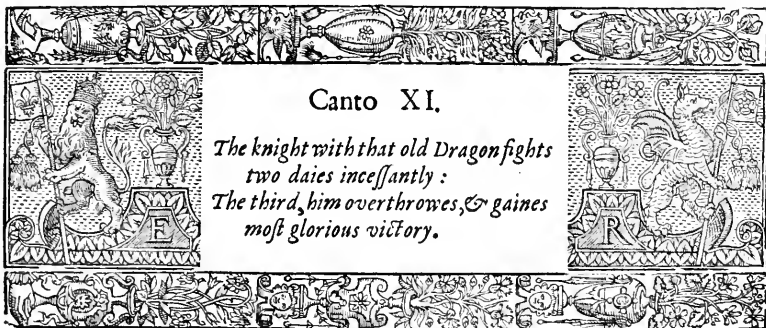 Canto XI.
The knight with that old Dragon fights
two daies inceſſantly :
The third, him overthrowes, & gaines
moſt glorious victory.
E
R